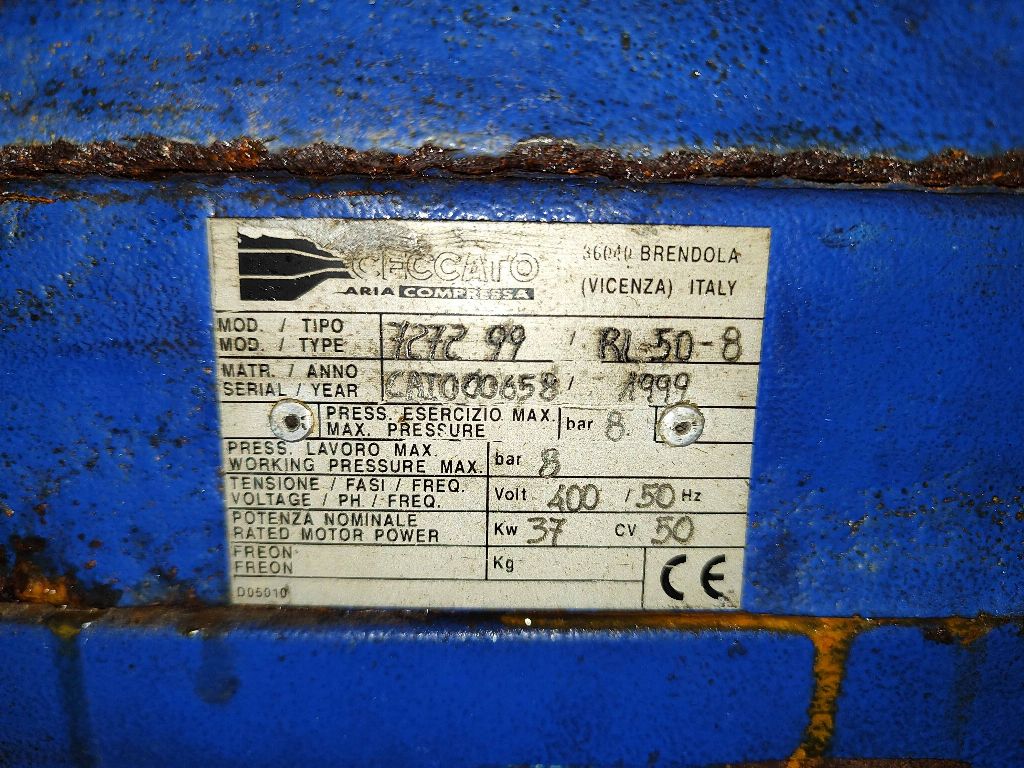 CECCATO
ARIA COMPRESSA
36040 BRENDOLA
(VICENZA) ITALY
MOD. / TIPO
MOD. / TYPE
7272 99 / RL-50-8
MATR. / ANNO
SERIAL / YEAR
CAI000658 / 1999
PRESS. ESERCIZIO MAX.
MAX. PRESSURE
bar 8
PRESS. LAVORO MAX.
WORKING PRESSURE MAX.
bar 8
TENSIONE / FASI / FREQ.
VOLTAGE / PH / FREQ.
Volt 400 / 50 Hz
POTENZA NOMINALE
RATED MOTOR POWER
Kw 37 CV 50
FREON
FREON
Kg
CE
D05010